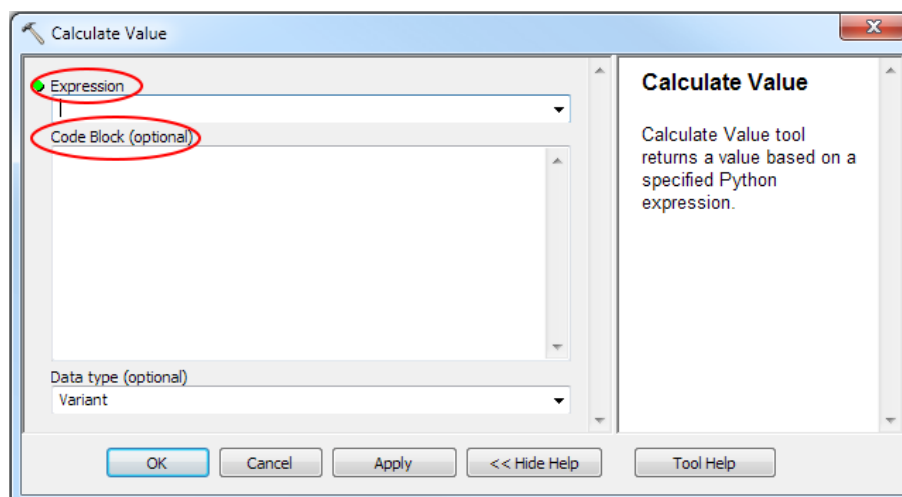 Calculate Value
Expression
Code Block (optional)
Data type (optional)
Variant
OK
Cancel
Apply
<< Hide Help
Tool Help
Calculate Value
Calculate Value tool
returns a value based on a
specified Python
expression.